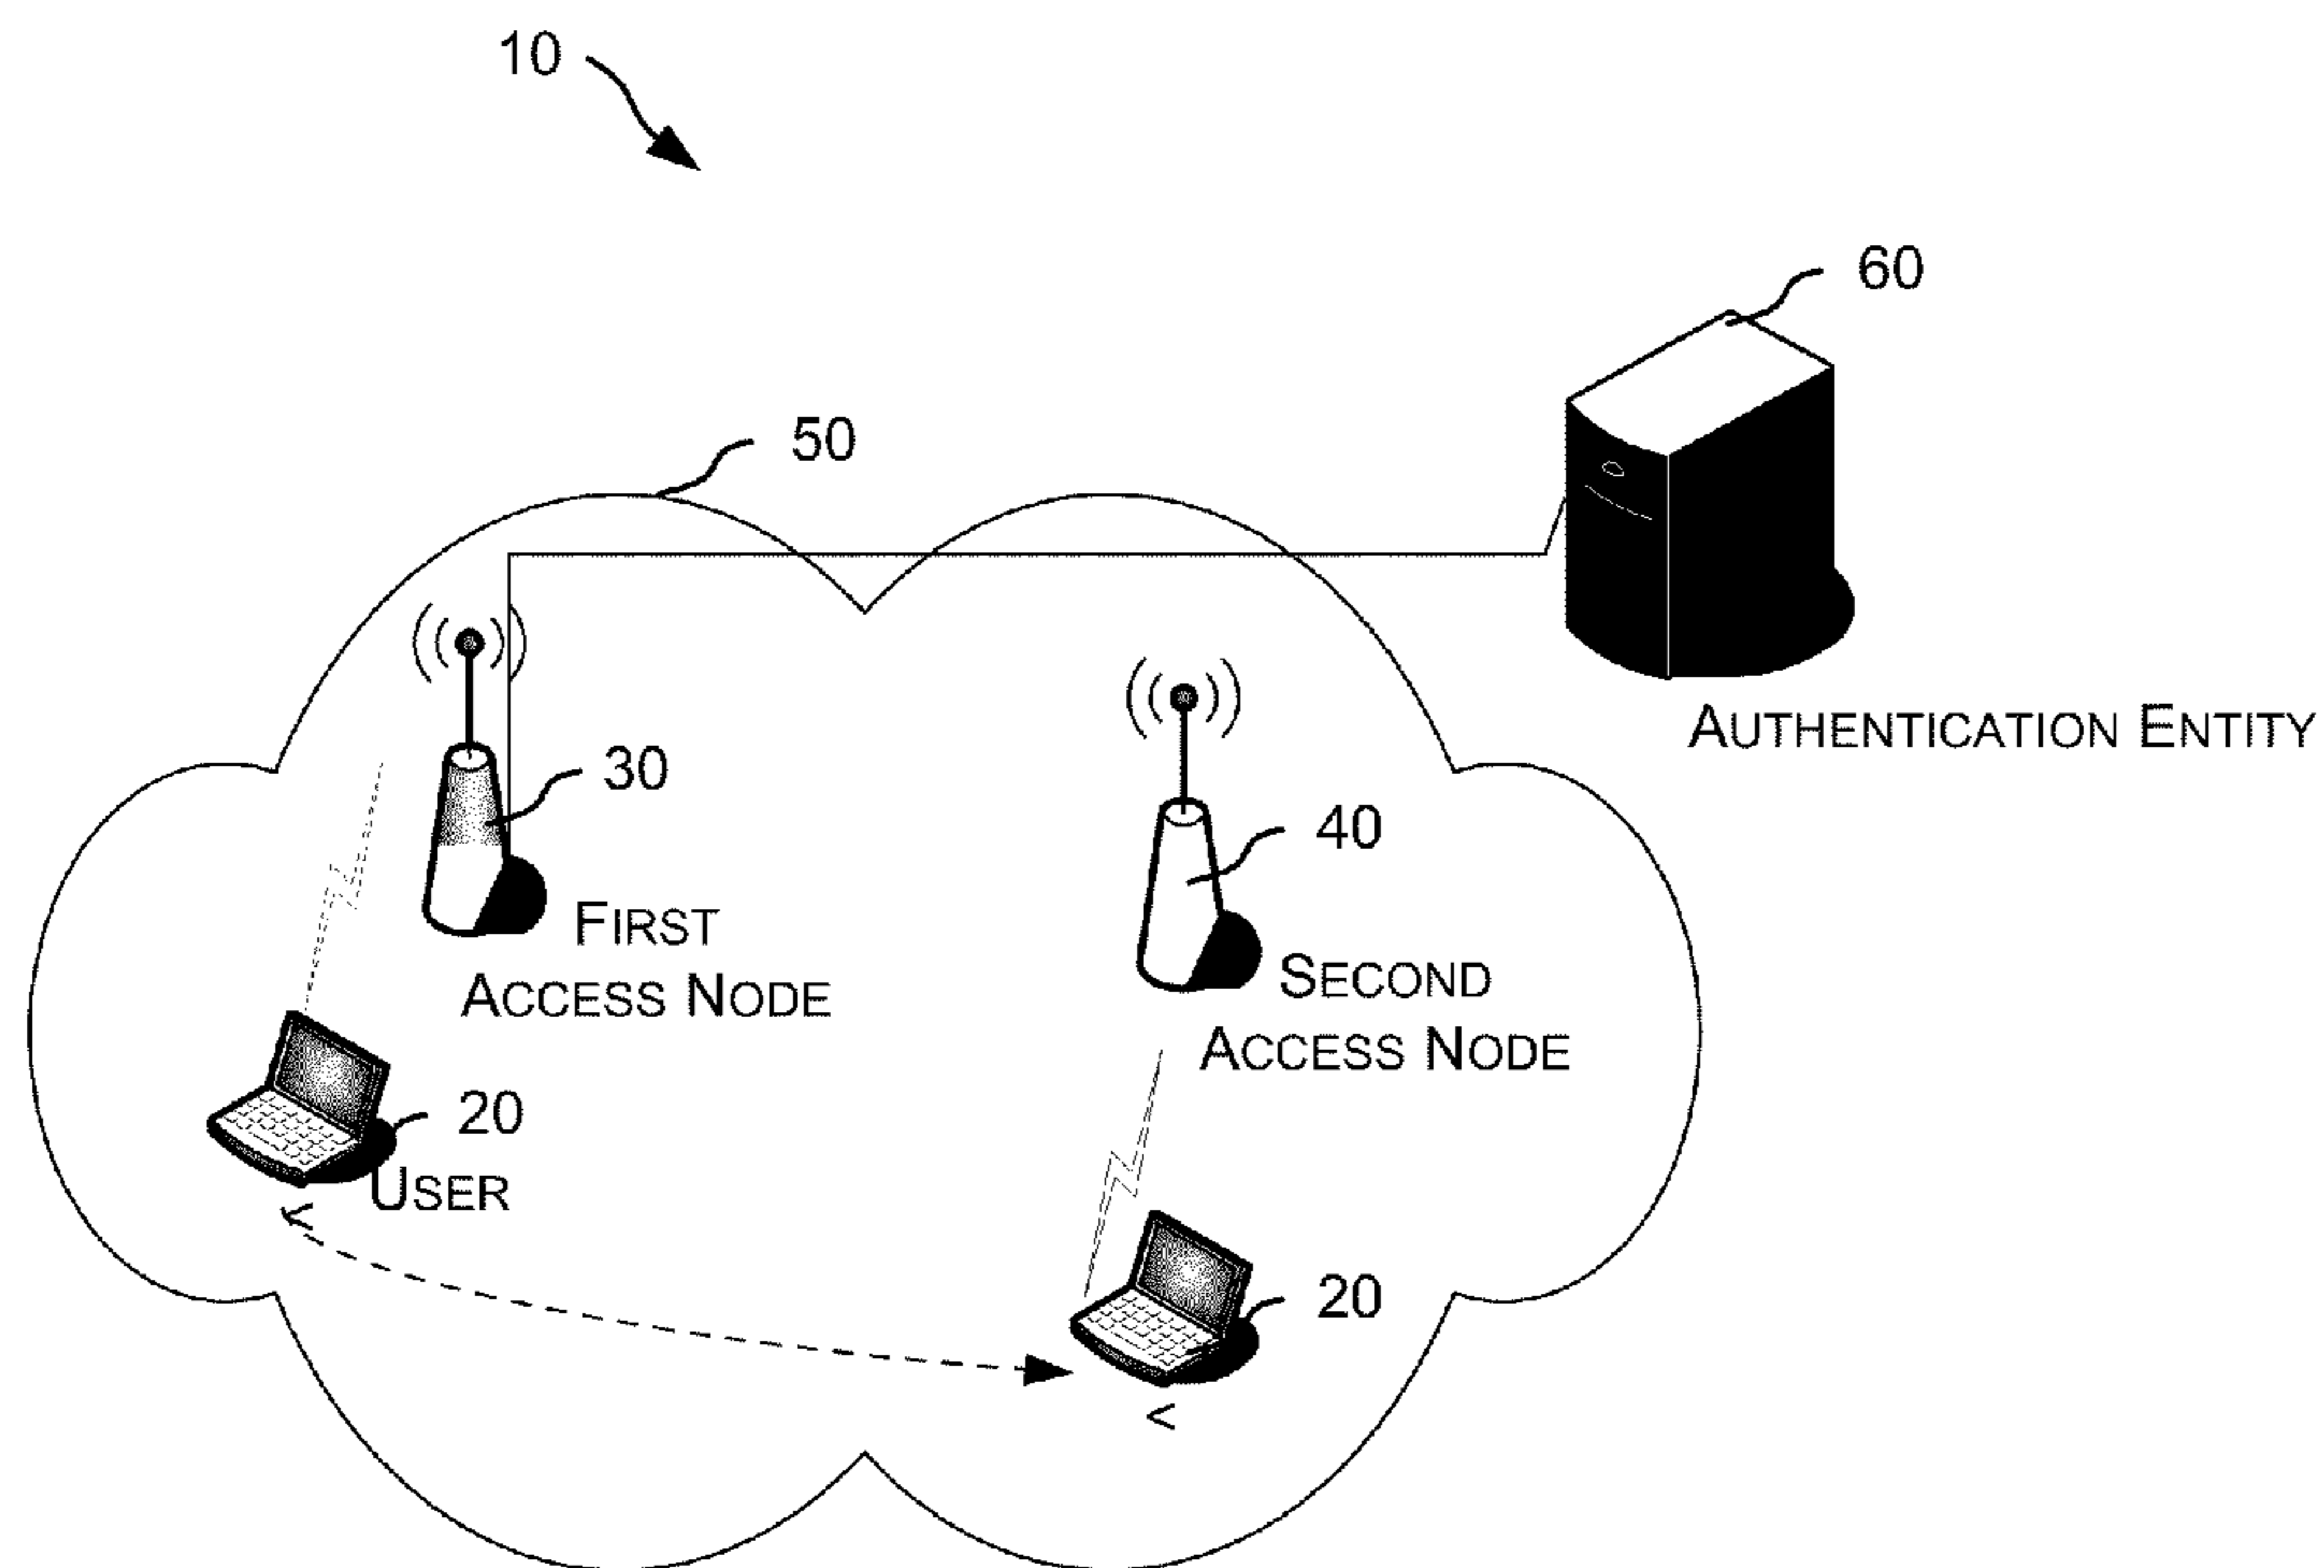 10
60
50
AUTHENTICATION ENTITY
30
40
FIRST
ACCESS NODE
SECOND
ACCESS NODE
20
USER
<
20
<